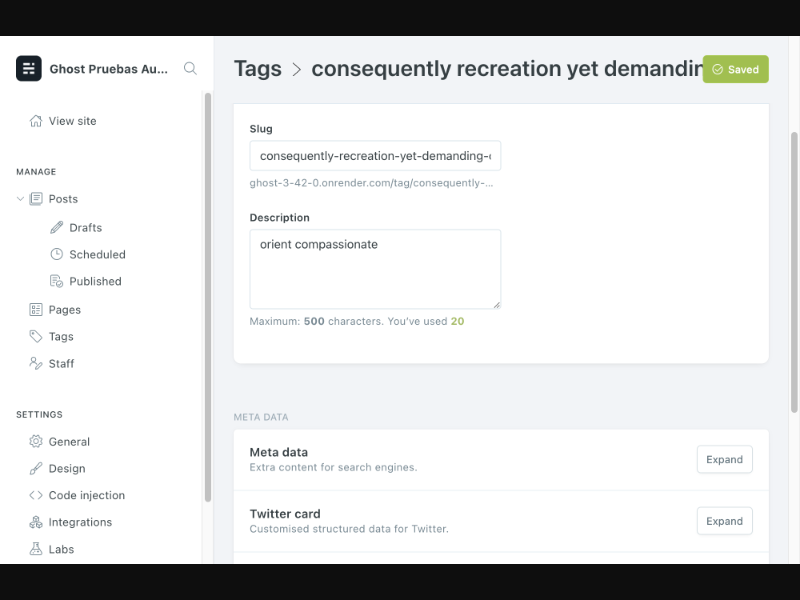 Ghost Pruebas Au...
View site
MANAGE
Posts
Drafts
Scheduled
Published
Pages
Tags
Staff
SETTINGS
General
Design
Code injection
Integrations
Labs
Tags > consequently recreation yet demandin
Saved
Slug
consequently-recreation-yet-demanding-
ghost-3-42-0.onrender.com/tag/consequently-...
Description
orient compassionate
Maximum: 500 characters. You've used 20
META DATA
Meta data
Extra content for search engines.
Expand
Twitter card
Customised structured data for Twitter.
Expand